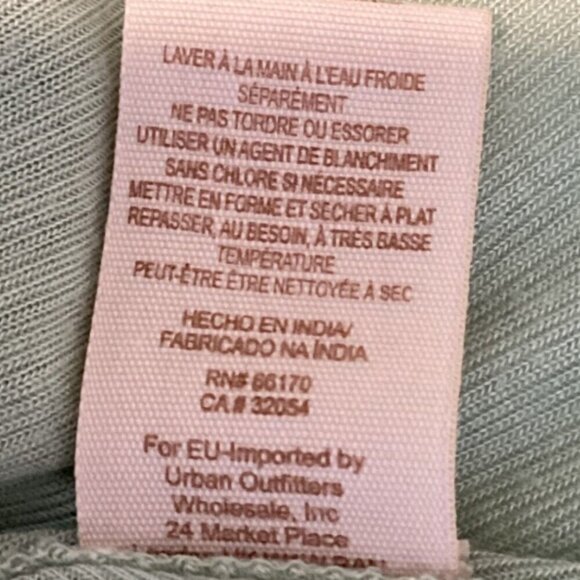 LAVER À LA MAIN À L'EAU FROIDE
SÉPARÉMENT
NE PAS TORDRE OU ESSORER
UTILISER UN AGENT DE BLANCHIMENT
SANS CHLORE SI NÉCESSAIRE
METTRE EN FORME ET SÉCHER À PLAT
REPASSER, AU BESOIN, À TRÈS BASSE
TEMPÉRATURE
PEUT-ÊTRE ÊTRE NETTOYÉE À SEC
HECHO EN INDIA/
FABRICADO NA ÍNDIA
RN# 66170
CA# 32054
For EU-Imported by
Urban Outfitters
Wholesale, Inc
24 Market Place